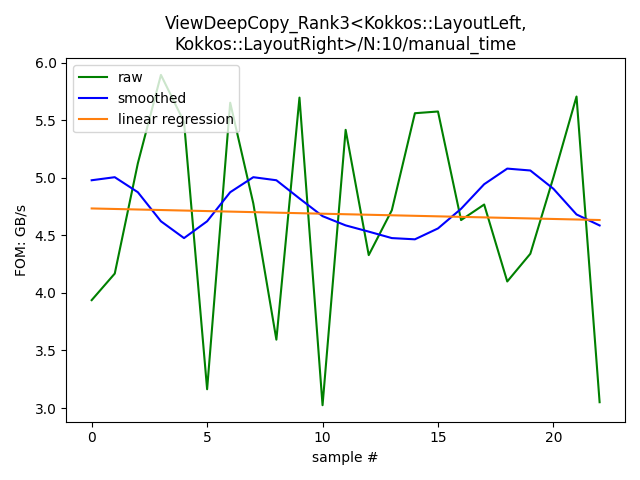 ViewDeepCopy_Rank3<Kokkos::LayoutLeft,
Kokkos::LayoutRight>/N:10/manual_time
raw
smoothed
linear regression
FOM: GB/s
6.0
5.5
5.0
4.5
4.0
3.5
3.0
0
5
10
15
20
sample #